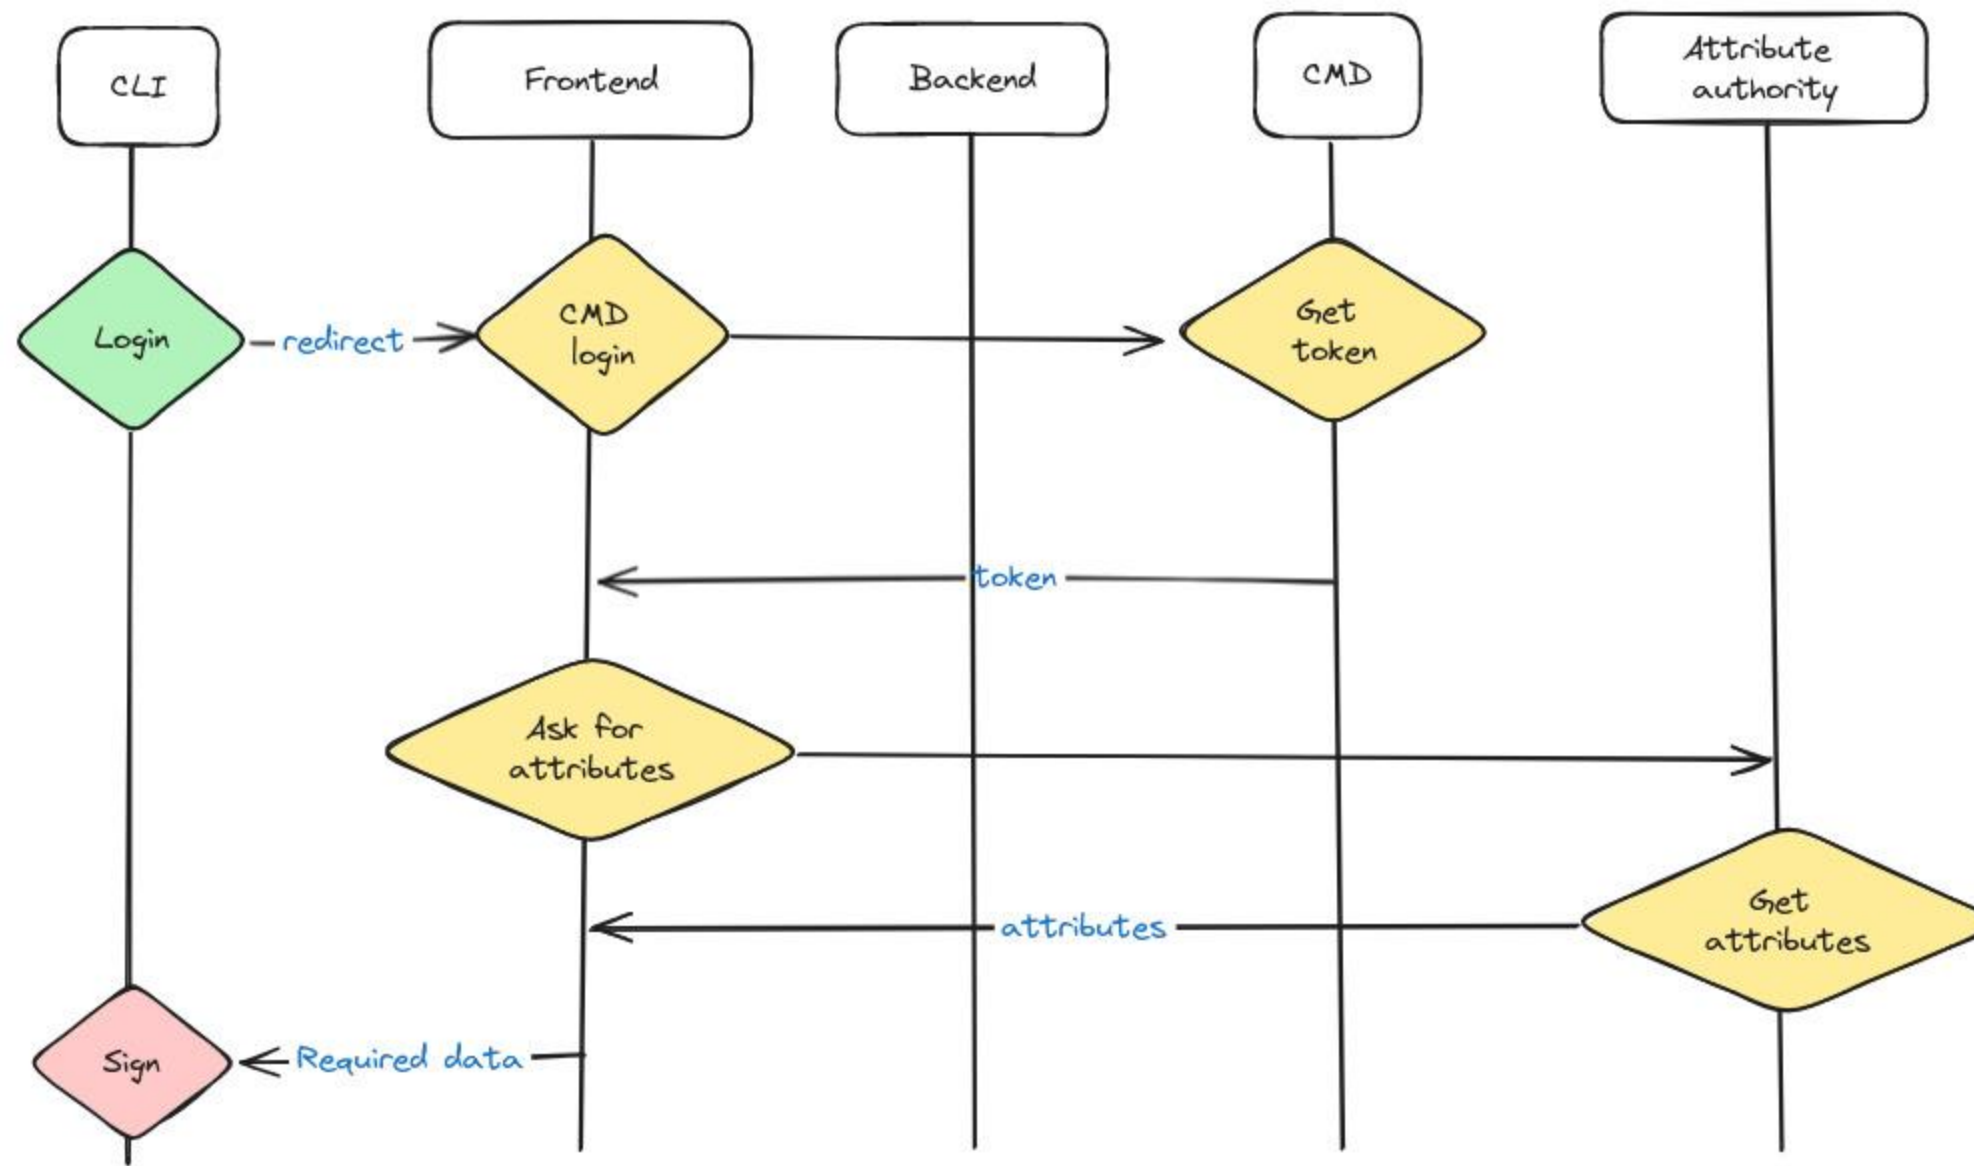 CLI
Frontend
Backend
CMD
Attribute
authority
Login
redirect
CMD
login
Get
token
token
Ask for
attributes
Get
attributes
attributes
Sign
Required data